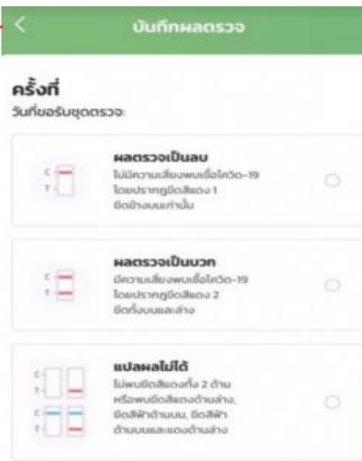 บันทึกผลตรวจ
ครั้งที่
วันที่ขอรับชุดตรวจ:
ผลตรวจเป็นลบ
ไม่มีความเสี่ยงพบเชื้อโควิด-19
โดยปรากฏขีดสีแดง 1
ขีดข้างบนเท่านั้น
C
T
ผลตรวจเป็นบวก
มีความเสี่ยงพบเชื้อโควิด-19
โดยปรากฏขีดสีแดง 2
ขีดทั้งบนและล่าง
C
T
แปลผลไม่ได้
ไม่พบขีดสีแดงทั้ง 2 ด้าน
หรือพบขีดสีแดงด้านล่าง,
ขีดสีฟ้าด้านบน, ขีดสีฟ้า
ด้านบนและแดงด้านล่าง
C
T
C
T